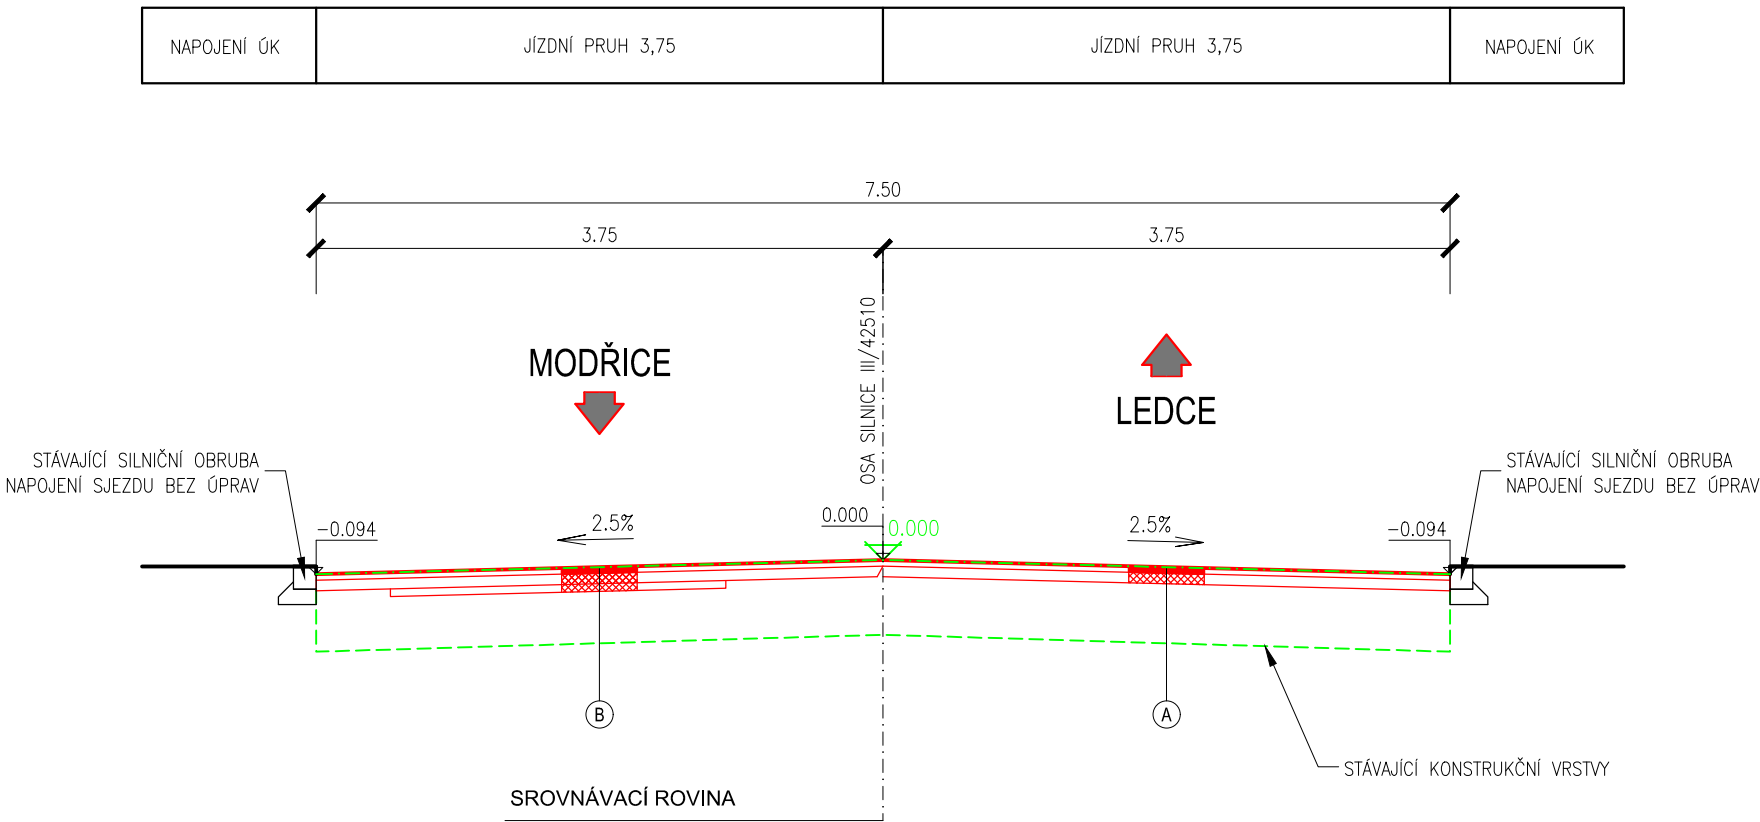 NAPOJENÍ ÚK
JÍZDNÍ PRUH 3,75
JÍZDNÍ PRUH 3,75
NAPOJENÍ ÚK
7.50
3.75
3.75
OSA SILNICE III/42510
MODŘICE
LEDCE
STÁVAJÍCÍ SILNIČNÍ OBRUBA
NAPOJENÍ SJEZDU BEZ ÚPRAV
STÁVAJÍCÍ SILNIČNÍ OBRUBA
NAPOJENÍ SJEZDU BEZ ÚPRAV
-0.094
2.5%
0.000
0.000
2.5%
-0.094
B
A
STÁVAJÍCÍ KONSTRUKČNÍ VRSTVY
SROVNÁVACÍ ROVINA